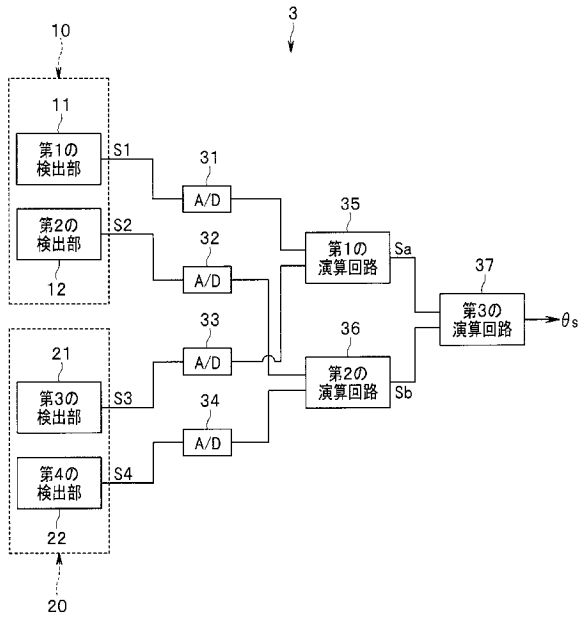 3
10
11
第1の
検出部
S1
31
A/D
第2の
検出部
S2
12
32
A/D
35
第1の
演算回路
Sa
37
第3の
演算回路
θs
33
A/D
36
第2の
演算回路
Sb
21
第3の
検出部
S3
34
A/D
第4の
検出部
S4
22
20